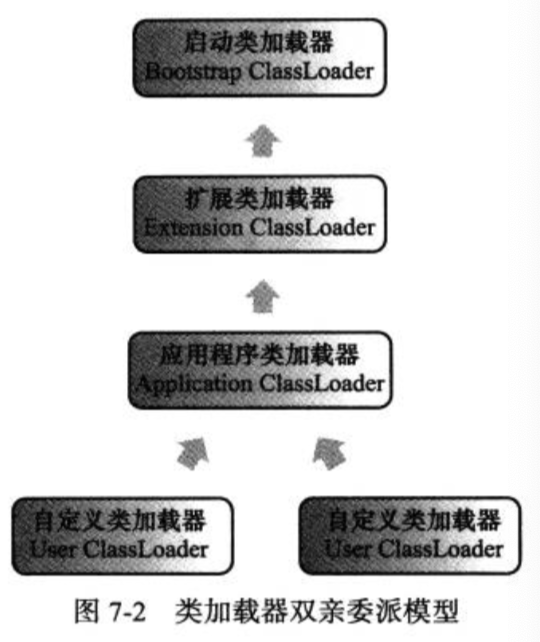 启动类加载器
Bootstrap ClassLoader
扩展类加载器
Extension ClassLoader
应用程序类加载器
Application ClassLoader
自定义类加载器
User ClassLoader
自定义类加载器
User ClassLoader
图 7-2 类加载器双亲委派模型